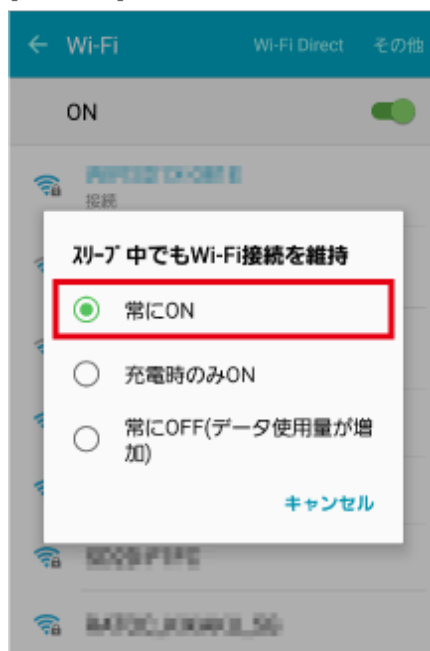 Wi-Fi
Wi-Fi Direct
その他
ON
接続
ｽﾘｰﾌﾟ中でもWi-Fi接続を維持
常にON
充電時のみON
常にOFF(データ使用量が増
加)
キャンセル